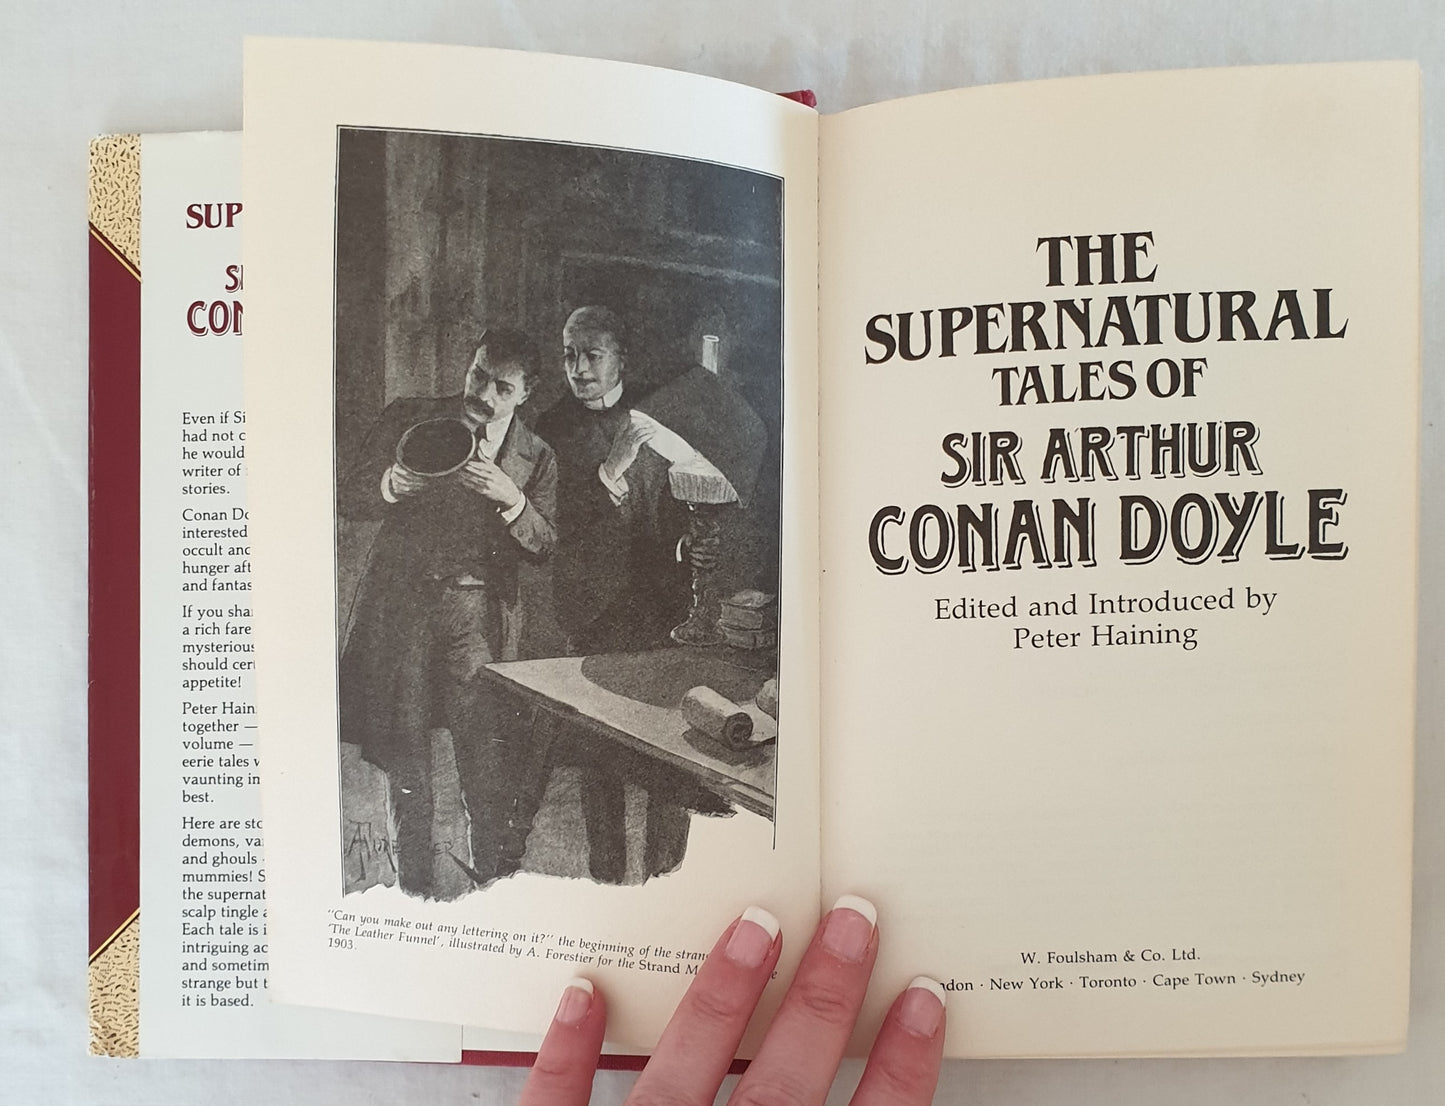 SUP
SI
CON
Even if Si
had not c
he would
writer of
stories.
Conan Do
interested
occult and
hunger aft
and fantas
If you sha
a rich fare
mysterious
should cert
appetite!
Peter Hain
together —
volume —
eerie tales w
vaunting im
best.
Here are sto
demons, va
and ghouls
mummies! S
the supernat
scalp tingle a
Each tale is i
intriguing ac
and sometim
strange but t
it is based.
"Can you make out any lettering on it?" the beginning of the strang
'The Leather Funnel', illustrated by A. Forestier for the Strand M
1903.
THE
SUPERNATURAL
TALES OF
SIR ARTHUR
CONAN DOYLE
Edited and Introduced by
Peter Haining
W. Foulsham & Co. Ltd.
ndon · New York · Toronto · Cape Town · Sydney